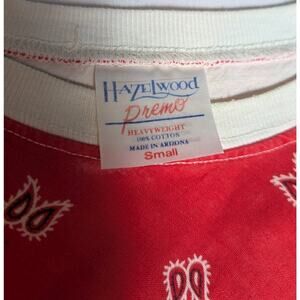 HAZELWOOD
Premo
HEAVYWEIGHT
100% COTTON
MADE IN ARIZONA
Small